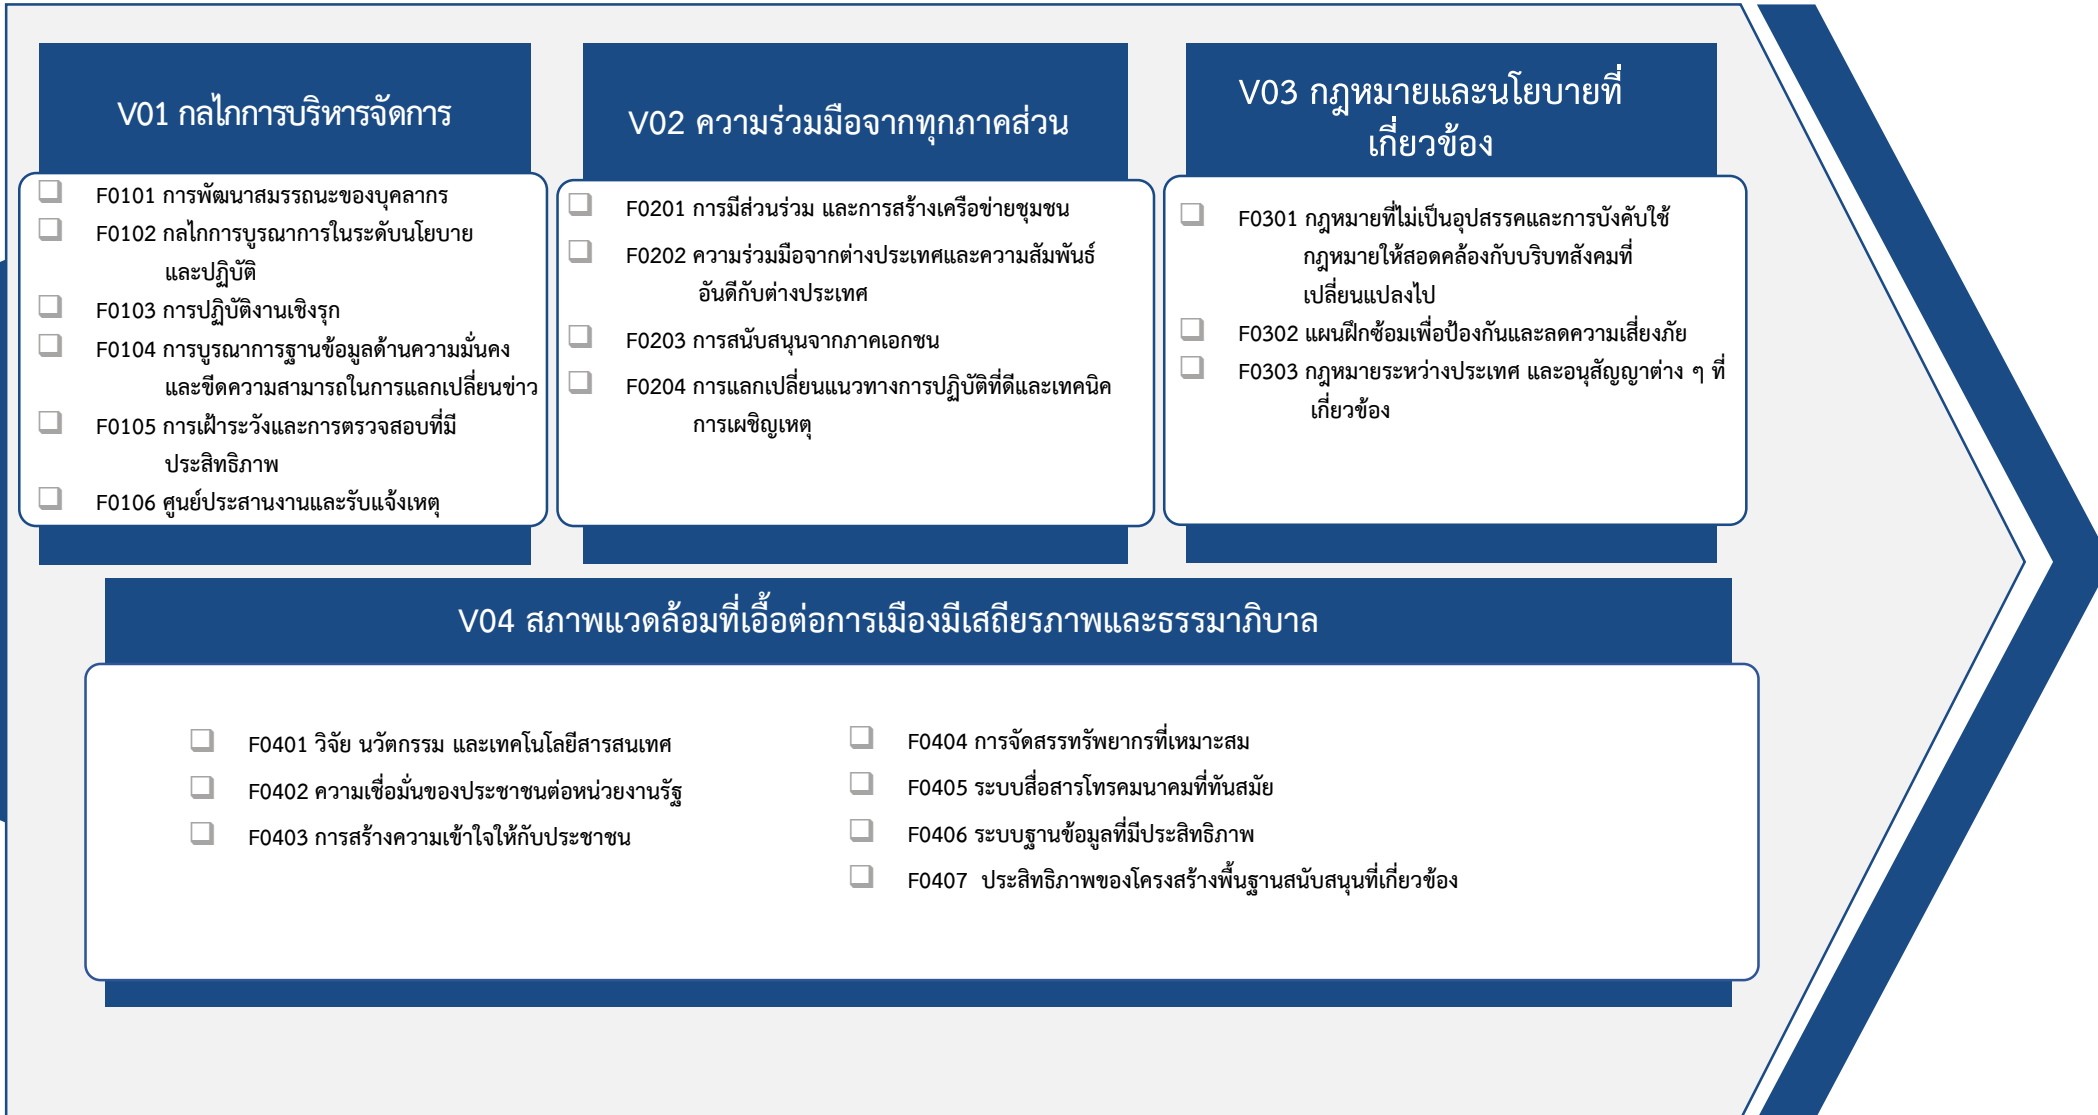 V01 กลไกการบริหารจัดการ
F0101 การพัฒนาสมรรถนะของบุคลากร
F0102 กลไกการบูรณาการในระดับนโยบาย
และปฏิบัติ
F0103 การปฏิบัติงานเชิงรุก
F0104 การบูรณาการฐานข้อมูลด้านความมั่นคง
และขีดความสามารถในการแลกเปลี่ยนข่าว
F0105 การเฝ้าระวังและการตรวจสอบที่มี
ประสิทธิภาพ
F0106 ศูนย์ประสานงานและรับแจ้งเหตุ
V02 ความร่วมมือจากทุกภาคส่วน
F0201 การมีส่วนร่วม และการสร้างเครือข่ายชุมชน
F0202 ความร่วมมือจากต่างประเทศและความสัมพันธ์
อันดีกับต่างประเทศ
F0203 การสนับสนุนจากภาคเอกชน
F0204 การแลกเปลี่ยนแนวทางการปฏิบัติที่ดีและเทคนิค
การเผชิญเหตุ
V03 กฎหมายและนโยบายที่
เกี่ยวข้อง
F0301 กฎหมายที่ไม่เป็นอุปสรรคและการบังคับใช้
กฎหมายให้สอดคล้องกับบริบทสังคมที่
เปลี่ยนแปลงไป
F0302 แผนฝึกซ้อมเพื่อป้องกันและลดความเสี่ยงภัย
F0303 กฎหมายระหว่างประเทศ และอนุสัญญาต่าง ๆ ที่
เกี่ยวข้อง
V04 สภาพแวดล้อมที่เอื้อต่อการเมืองมีเสถียรภาพและธรรมาภิบาล
F0401 วิจัย นวัตกรรม และเทคโนโลยีสารสนเทศ
F0402 ความเชื่อมั่นของประชาชนต่อหน่วยงานรัฐ
F0403 การสร้างความเข้าใจให้กับประชาชน
F0404 การจัดสรรทรัพยากรที่เหมาะสม
F0405 ระบบสื่อสารโทรคมนาคมที่ทันสมัย
F0406 ระบบฐานข้อมูลที่มีประสิทธิภาพ
F0407 ประสิทธิภาพของโครงสร้างพื้นฐานสนับสนุนที่เกี่ยวข้อง